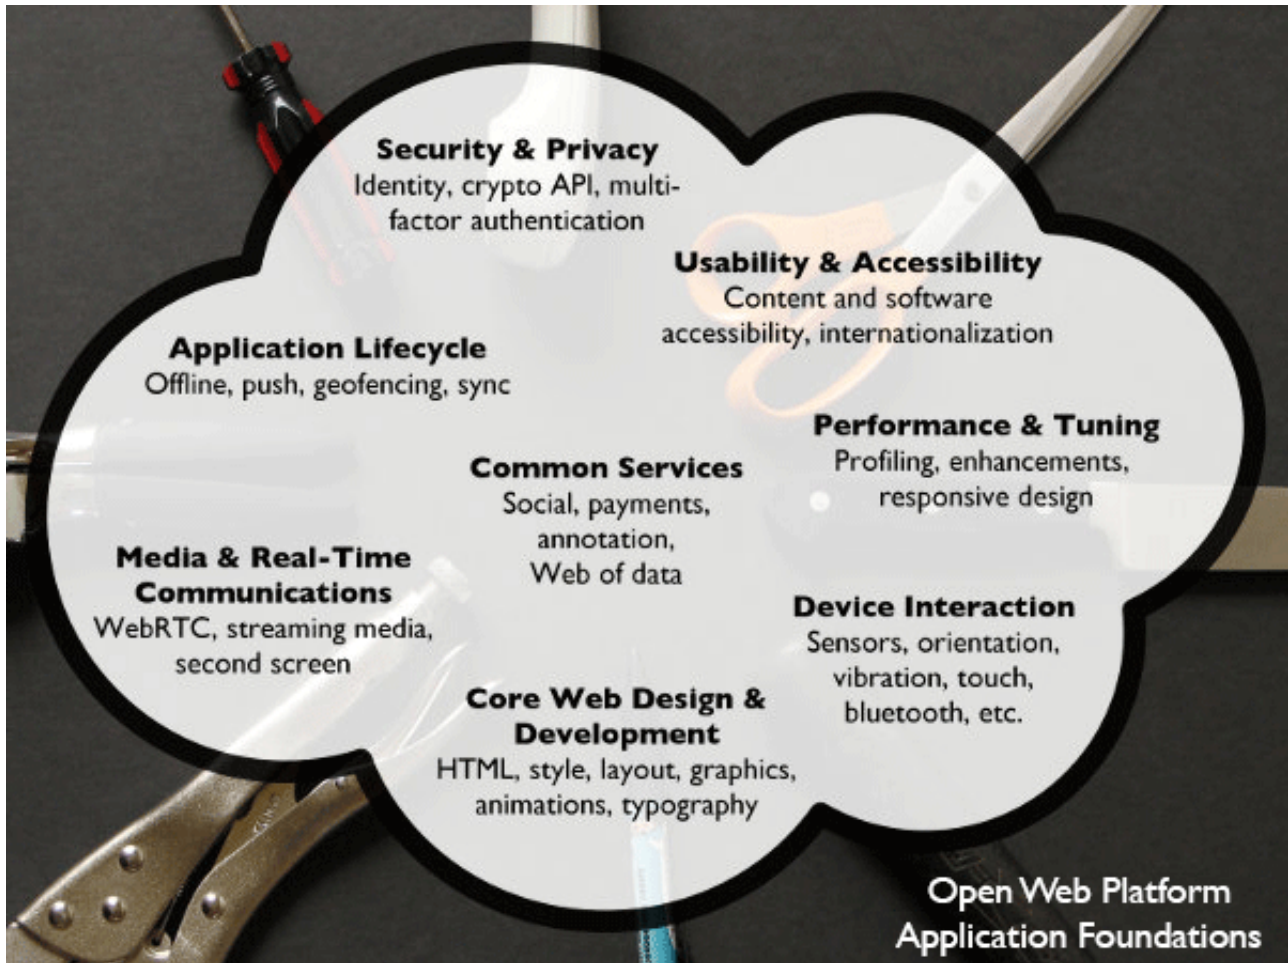 Security & Privacy
Identity, crypto API, multi-
factor authentication
Usability & Accessibility
Content and software
accessibility, internationalization
Application Lifecycle
Offline, push, geofencing, sync
Performance & Tuning
Profiling, enhancements,
responsive design
Common Services
Social, payments,
annotation,
Web of data
Media & Real-Time
Communications
WebRTC, streaming media,
second screen
Device Interaction
Sensors, orientation,
vibration, touch,
bluetooth, etc.
Core Web Design &
Development
HTML, style, layout, graphics,
animations, typography
Open Web Platform
Application Foundations